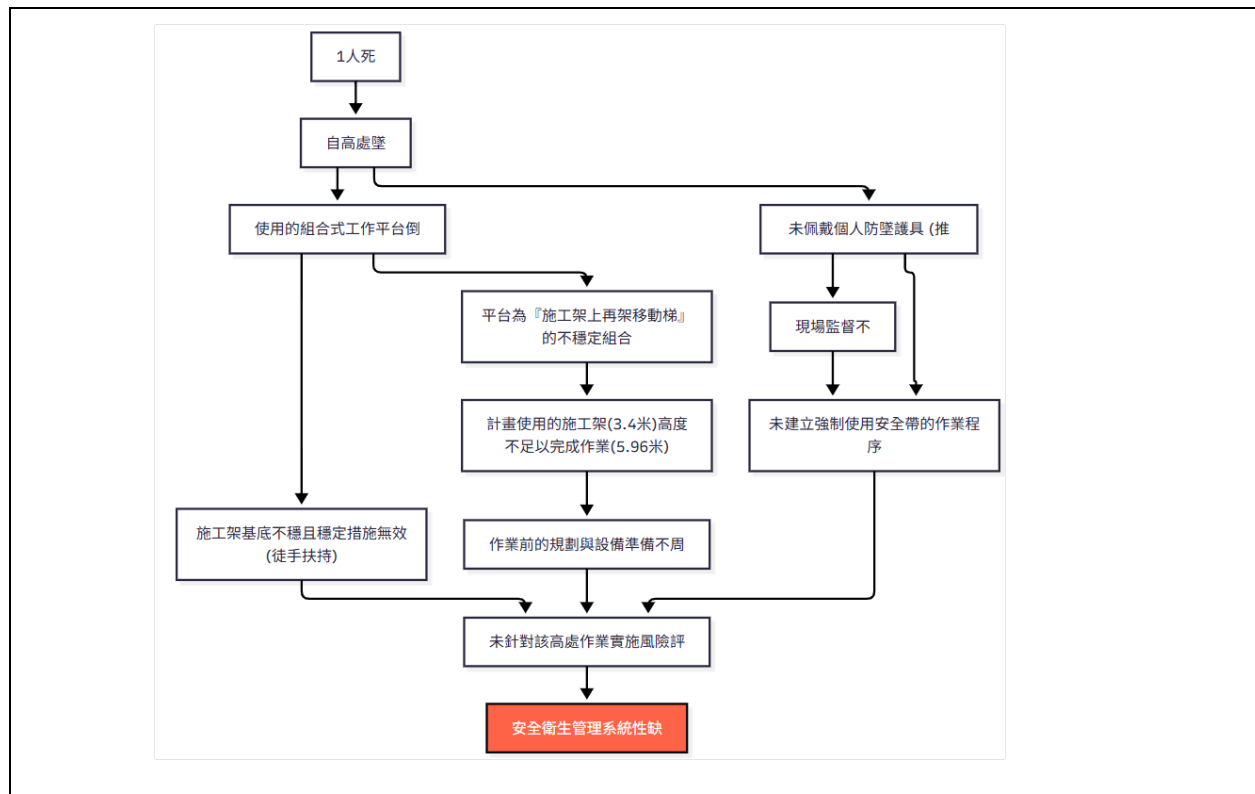 1人死
自高處墜
使用的組合式工作平台倒
未佩戴個人防墜護具 (推
平台為『施工架上再架移動梯』
的不穩定組合
現場監督不
計畫使用的施工架(3.4米)高度
不足以完成作業(5.96米)
未建立強制使用安全帶的作業程
序
施工架基底不穩且穩定措施無效
(徒手扶持)
作業前的規劃與設備準備不周
未針對該高處作業實施風險評
安全衛生管理系統性缺